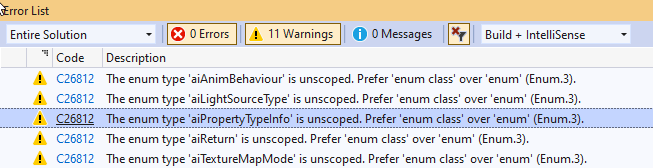 Error List
Entire Solution 0 Errors 11 Warnings 0 Messages Build + IntelliSense
Code Description
C26812 The enum type 'aiAnimBehaviour' is unscoped. Prefer 'enum class' over 'enum' (Enum.3).
C26812 The enum type 'aiLightSourceType' is unscoped. Prefer 'enum class' over 'enum' (Enum.3).
C26812 The enum type 'aiPropertyTypeInfo' is unscoped. Prefer 'enum class' over 'enum' (Enum.3).
C26812 The enum type 'aiReturn' is unscoped. Prefer 'enum class' over 'enum' (Enum.3).
C26812 The enum type 'aiTextureMapMode' is unscoped. Prefer 'enum class' over 'enum' (Enum.3).